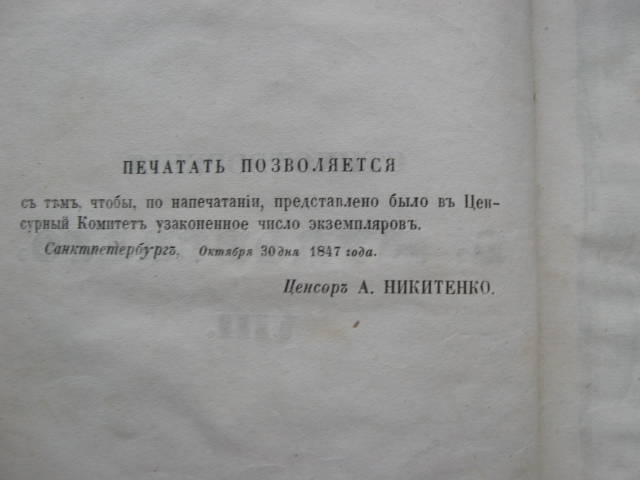 ПЕЧАТАТЬ ПОЗВОЛЯЕТСЯ
съ тѣмъ, чтобы, по напечатаніи, представлено было въ Цен-
сурный Комитетъ узаконенное число экземпляровъ.
Санктпетербургъ, Октября 30 дня 1847 года.
Ценсоръ А. НИКИТЕНКО.